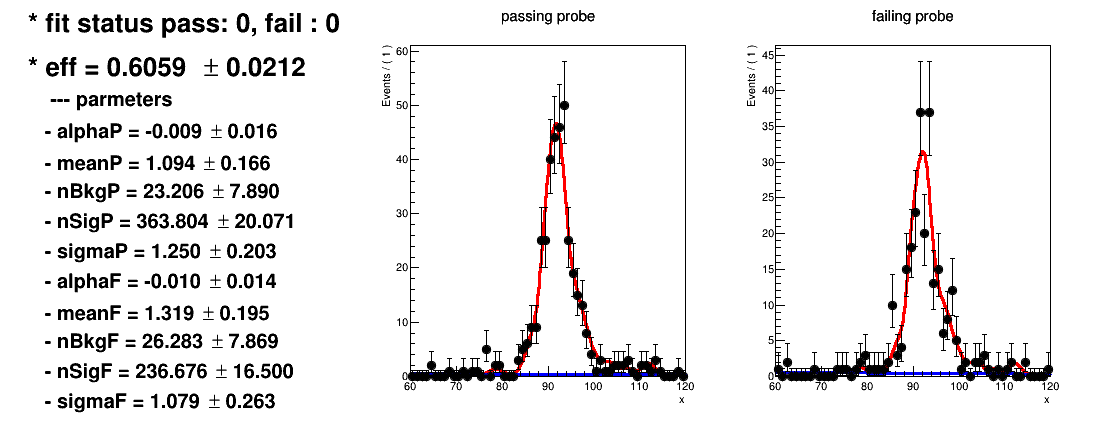 * fit status pass: 0, fail : 0
* eff = 0.6059 ± 0.0212
--- parmeters
- alphaP = -0.009 ± 0.016
- meanP = 1.094 ± 0.166
- nBkgP = 23.206 ± 7.890
- nSigP = 363.804 ± 20.071
- sigmaP = 1.250 ± 0.203
- alphaF = -0.010 ± 0.014
- meanF = 1.319 ± 0.195
- nBkgF = 26.283 ± 7.869
- nSigF = 236.676 ± 16.500
- sigmaF = 1.079 ± 0.263
passing probe
Events / ( 1 )
60
50
40
30
20
10
0
60 70 80 90 100 110 120
x
failing probe
Events / ( 1 )
45
40
35
30
25
20
15
10
5
0
60 70 80 90 100 110 120
x